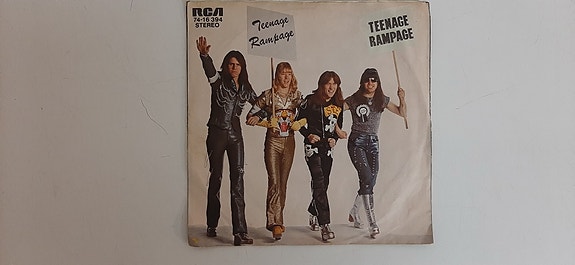 RCA
74-16 394
STEREO
Teenage
Rampage
TEENAGE
RAMPAGE